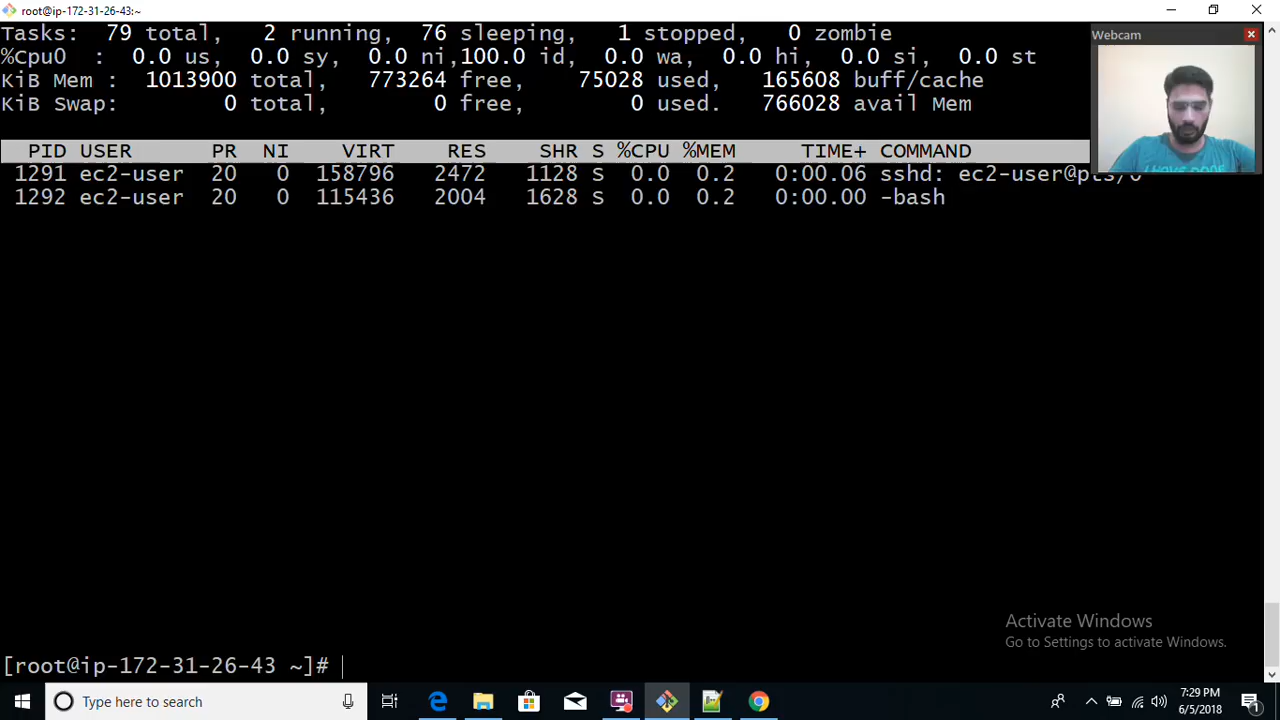 root@ip-172-31-26-43:~
Tasks: 79 total, 2 running, 76 sleeping, 1 stopped, 0 zombie
%Cpu0 : 0.0 us, 0.0 sy, 0.0 ni,100.0 id, 0.0 wa, 0.0 hi, 0.0 si, 0.0 st
KiB Mem : 1013900 total, 773264 free, 75028 used, 165608 buff/cache
KiB Swap: 0 total, 0 free, 0 used. 766028 avail Mem
Webcam
I HAVE DONE
PID USER PR NI VIRT RES SHR S %CPU %MEM TIME+ COMMAND
1291 ec2-user 20 0 158796 2472 1128 S 0.0 0.2 0:00.06 sshd: ec2-user@pts/0
1292 ec2-user 20 0 115436 2004 1628 S 0.0 0.2 0:00.00 -bash
Activate Windows
Go to Settings to activate Windows.
[root@ip-172-31-26-43 ~]#
Type here to search
7:29 PM
6/5/2018
1